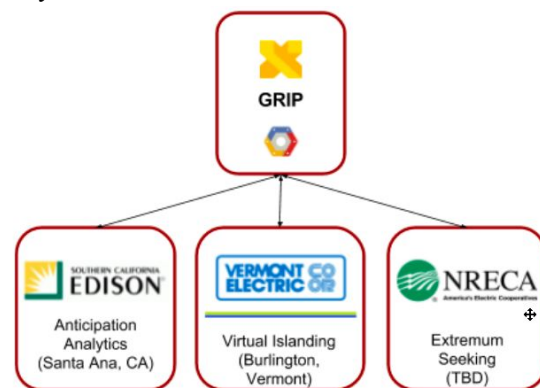 GRIP
SOUTHERN CALIFORNIA
EDISON
Anticipation
Analytics
(Santa Ana, CA)
VERMONT CO
ELECTRIC OP
Virtual Islanding
(Burlington,
Vermont)
NRECA
America's Electric Cooperatives
Extremum
Seeking
(TBD)